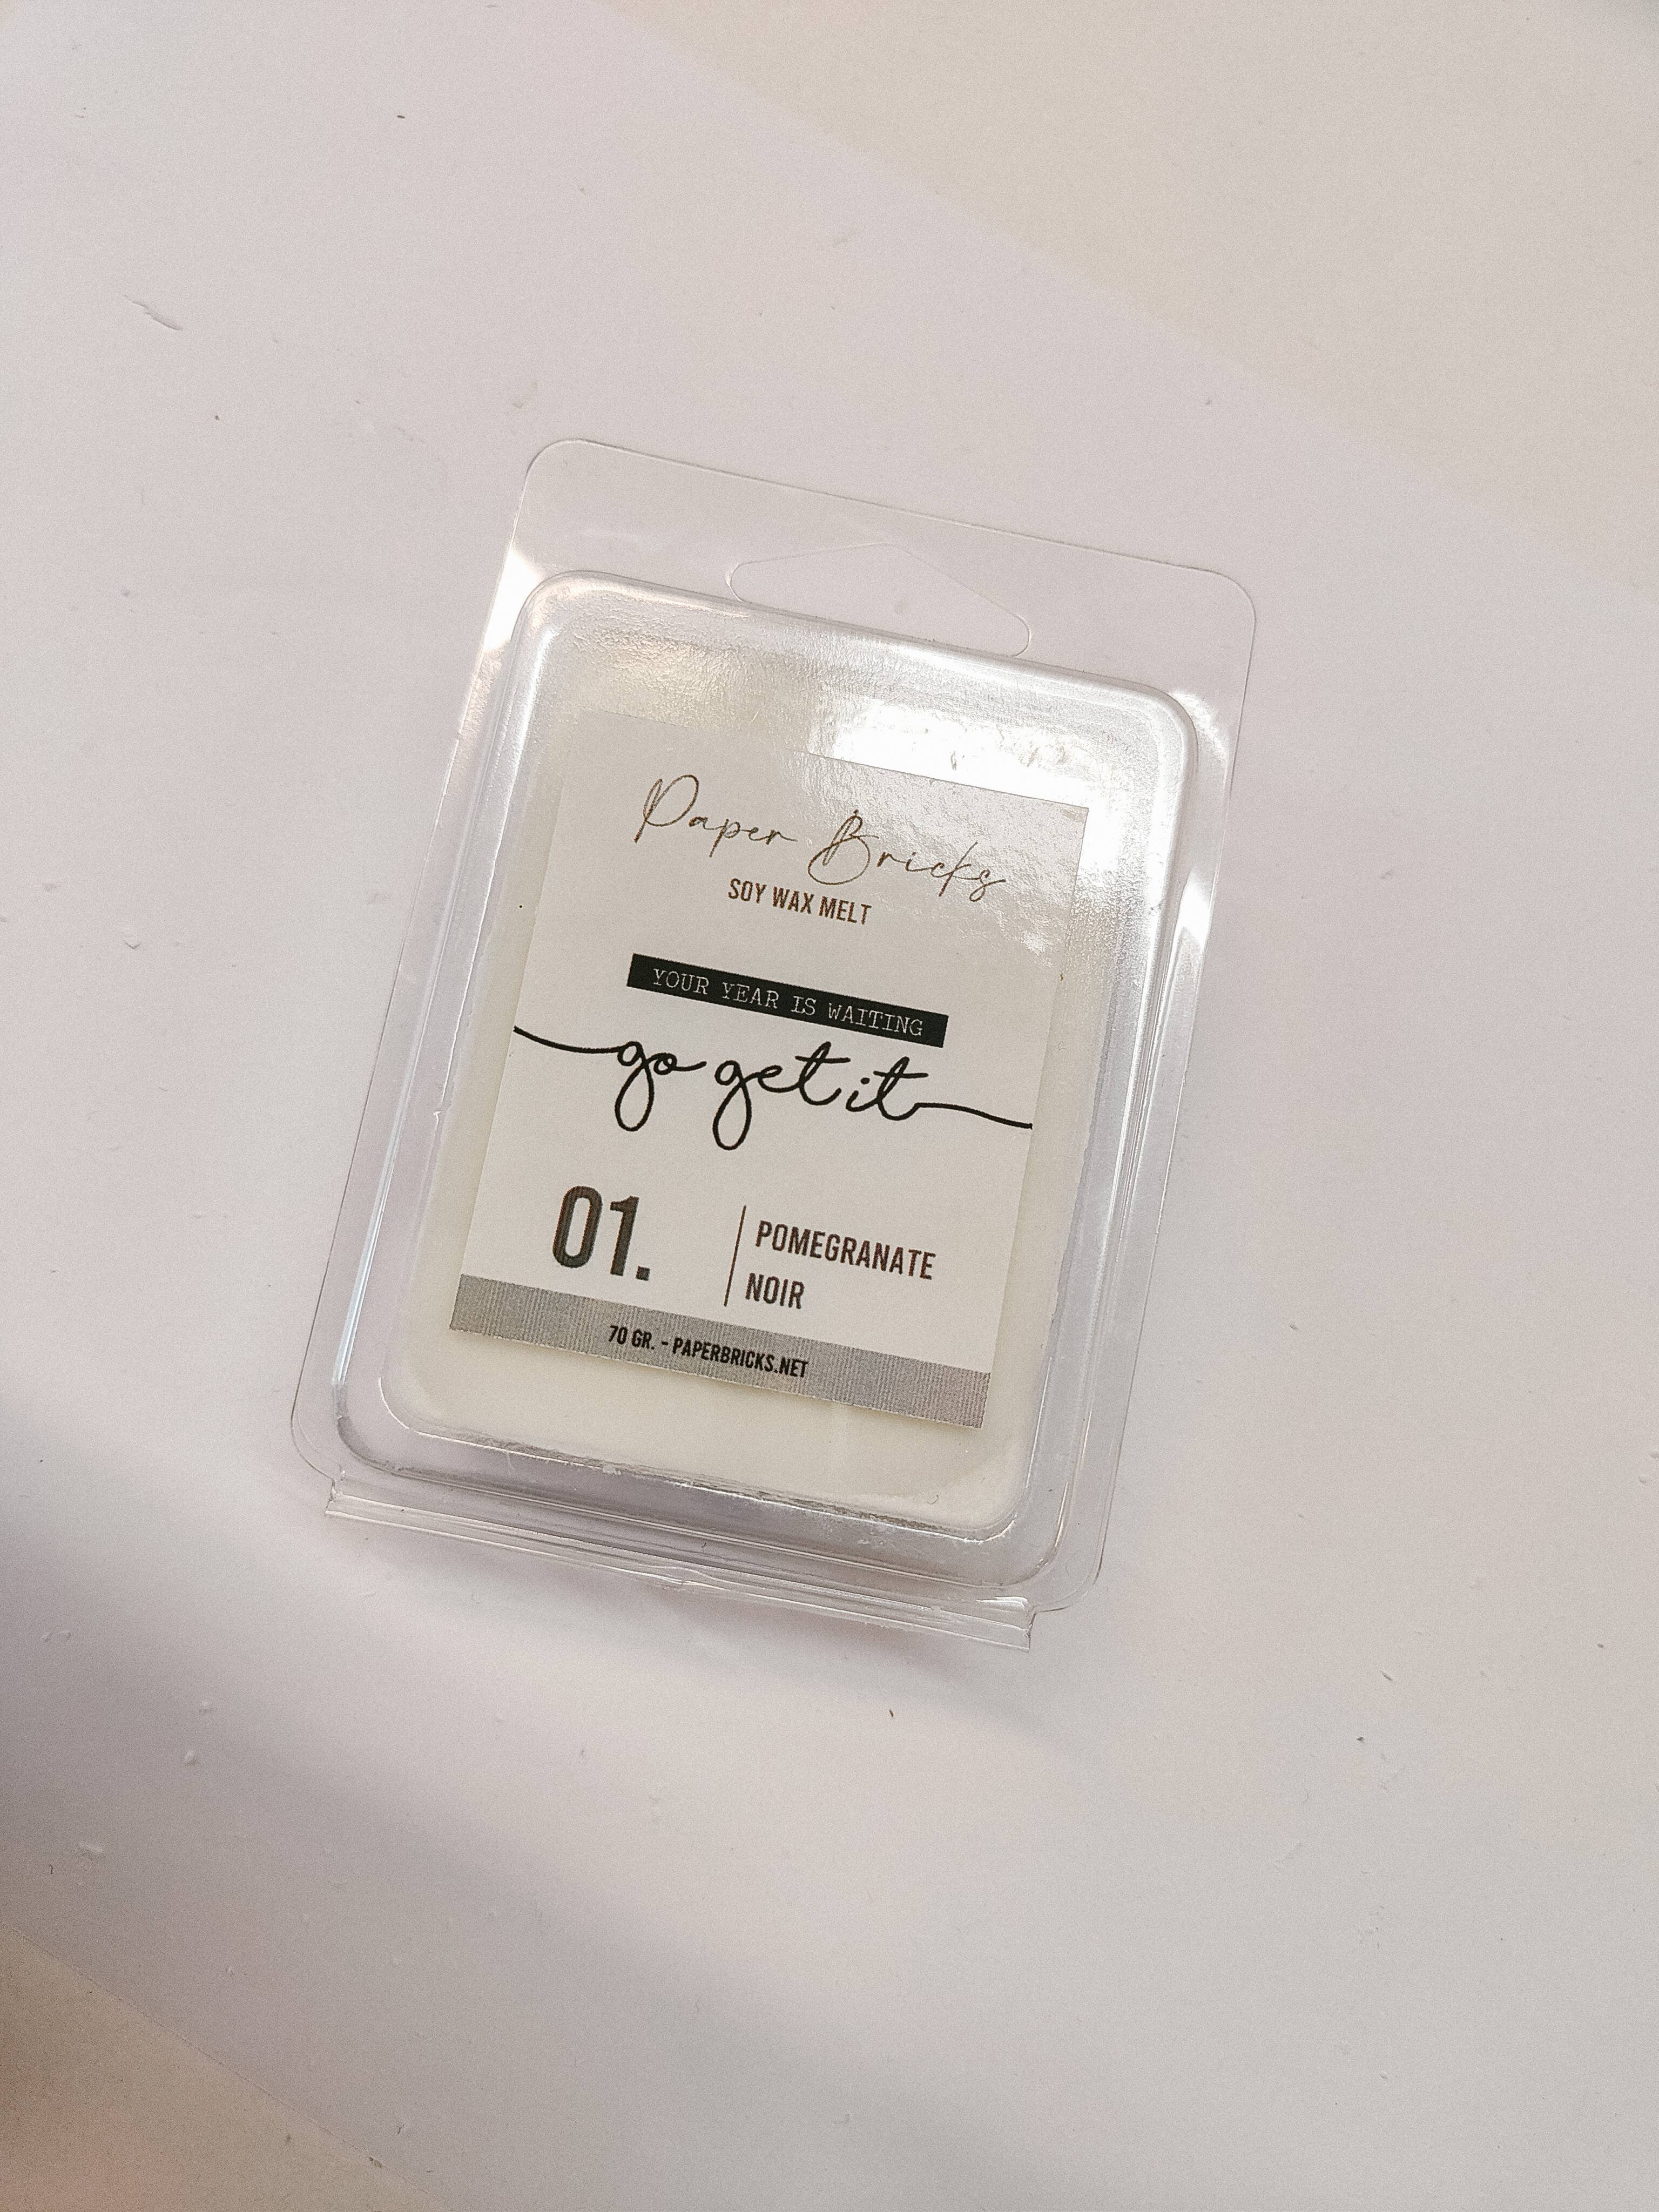 Paper Bricks
SOY WAX MELT
YOUR YEAR IS WAITING
go get it
01.
POMEGRANATE
NOIR
70 GR. - PAPERBRICKS.NET